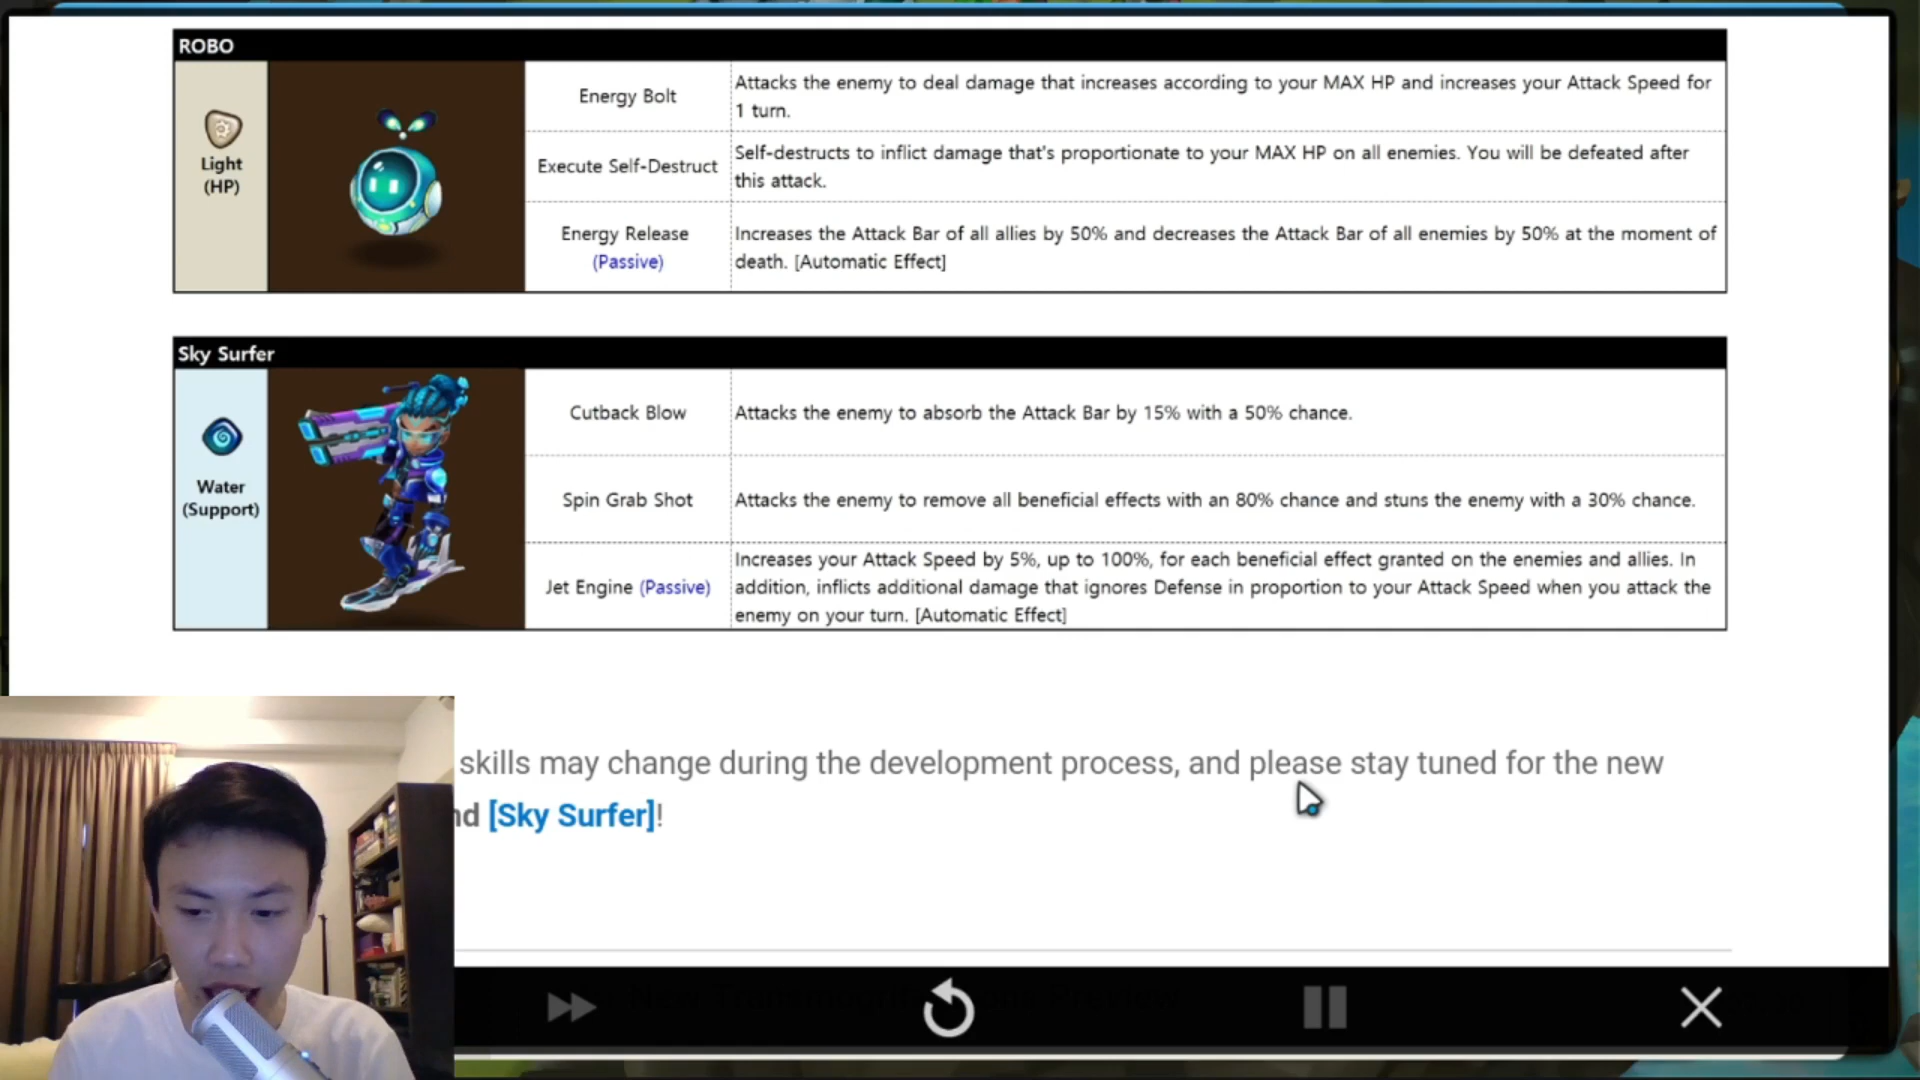 ROBO
Light
(HP)
Energy Bolt
Attacks the enemy to deal damage that increases according to your MAX HP and increases your Attack Speed for
1 turn.
Execute Self-Destruct
Self-destructs to inflict damage that's proportionate to your MAX HP on all enemies. You will be defeated after
this attack.
Energy Release
(Passive)
Increases the Attack Bar of all allies by 50% and decreases the Attack Bar of all enemies by 50% at the moment of
death. [Automatic Effect]
Sky Surfer
Water
(Support)
Cutback Blow
Attacks the enemy to absorb the Attack Bar by 15% with a 50% chance.
Spin Grab Shot
Attacks the enemy to remove all beneficial effects with an 80% chance and stuns the enemy with a 30% chance.
Jet Engine (Passive)
Increases your Attack Speed by 5%, up to 100%, for each beneficial effect granted on the enemies and allies. In
addition, inflicts additional damage that ignores Defense in proportion to your Attack Speed when you attack the
enemy on your turn. [Automatic Effect]
skills may change during the development process, and please stay tuned for the new
nd [Sky Surfer]!